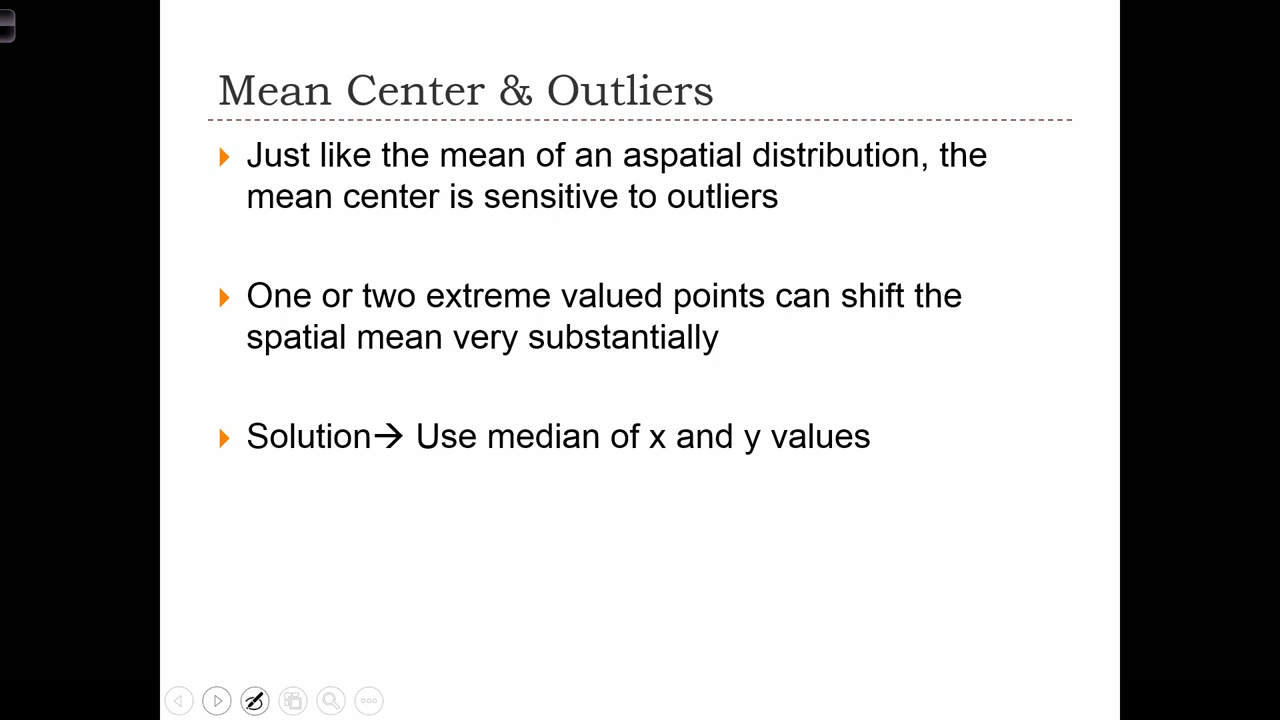 Mean Center & Outliers
Just like the mean of an aspatial distribution, the
mean center is sensitive to outliers
One or two extreme valued points can shift the
spatial mean very substantially
Solution→ Use median of x and y values